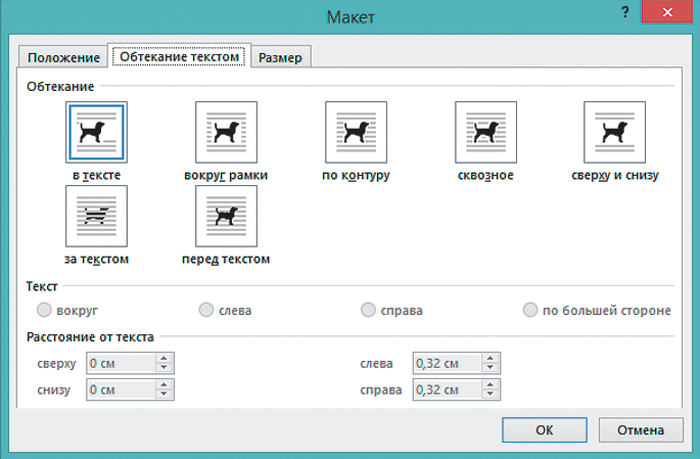 Макет
? ×
Положение Обтекание текстом Размер
Обтекание
в тексте вокруг рамки по контуру сквозное сверху и снизу
за текстом перед текстом
Текст
вокруг слева справа по большей стороне
Расстояние от текста
сверху 0 см слева 0,32 см
снизу 0 см справа 0,32 см
ОК Отмена